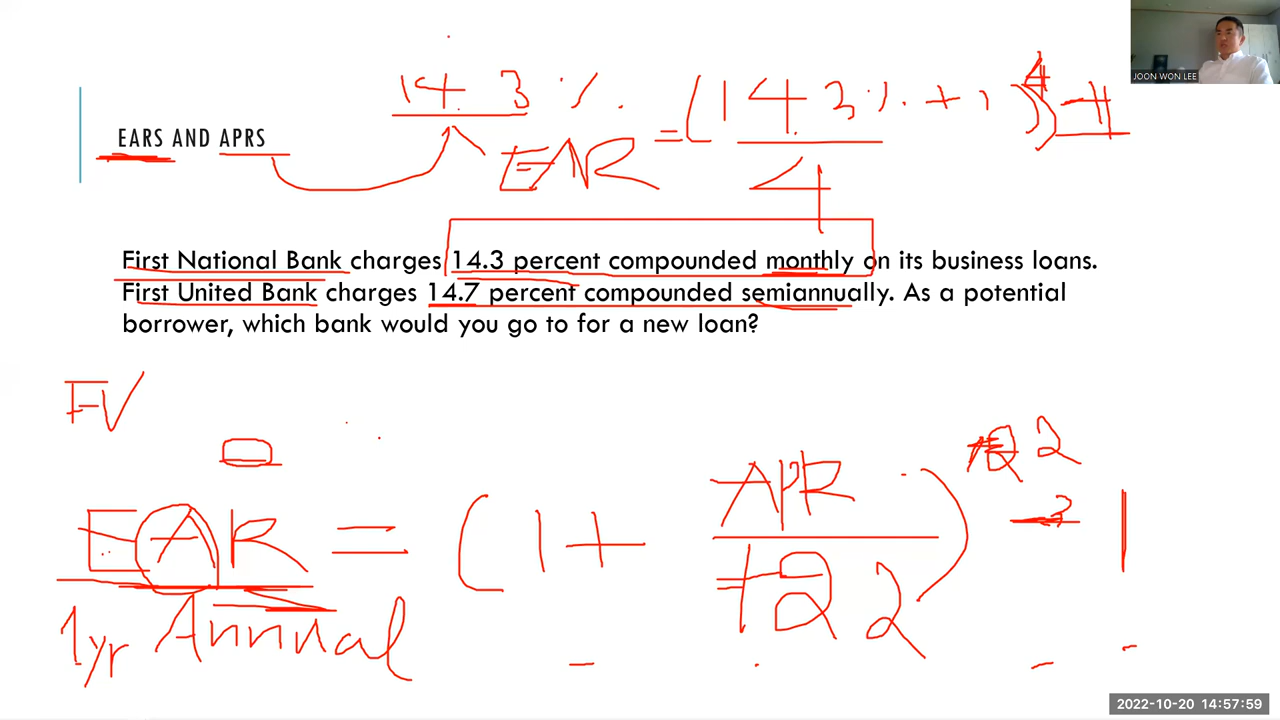 JOON WON LEE
14.3 %.
EARS AND APRS
EAR = (14.3%. + 1)^4 - 1
4
First National Bank charges 14.3 percent compounded monthly on its business loans.
First United Bank charges 14.7 percent compounded semiannually. As a potential
borrower, which bank would you go to for a new loan?
FV
EAR = (1 + APR / 2)^2 - 1
1yr Annual
2022-10-20 14:57:59